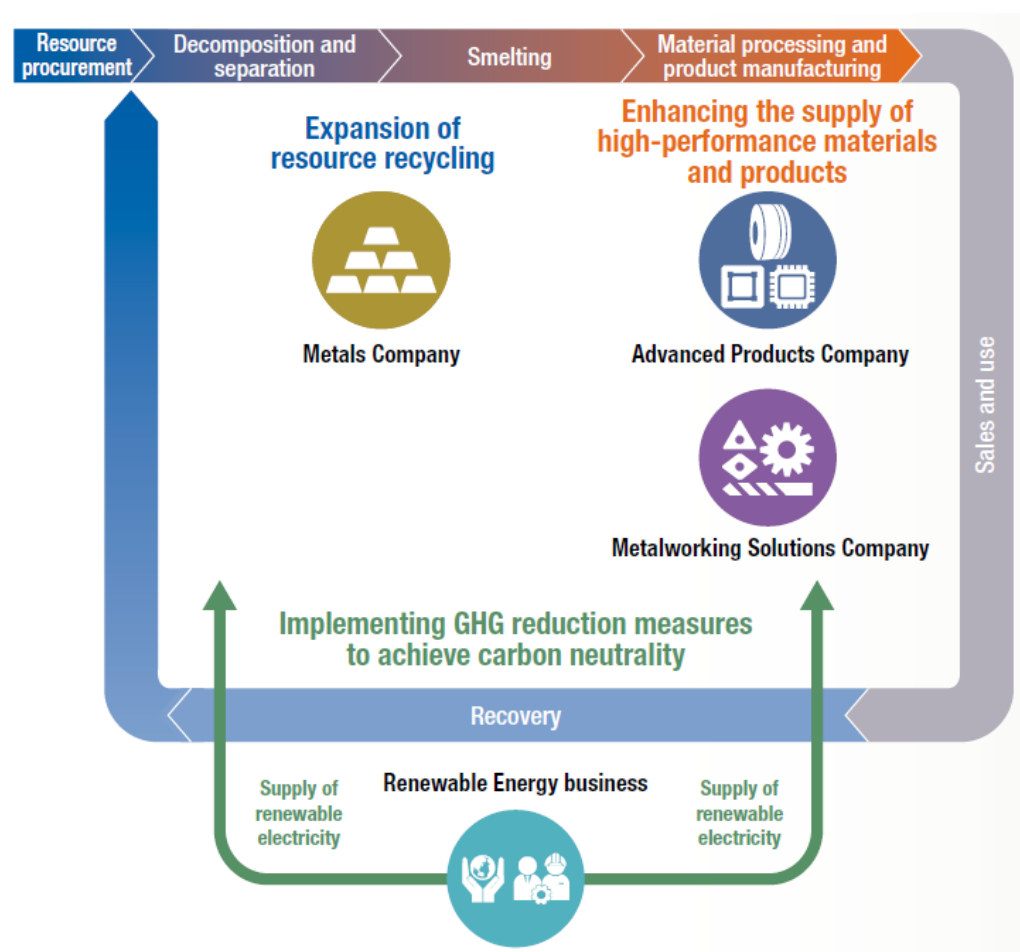 Resource
procurement
Decomposition and
separation
Smelting
Material processing and
product manufacturing
Expansion of
resource recycling
Enhancing the supply of
high-performance materials
and products
Metals Company
Advanced Products Company
Sales and use
Metalworking Solutions Company
Implementing GHG reduction measures
to achieve carbon neutrality
Recovery
Renewable Energy business
Supply of
renewable
electricity
Supply of
renewable
electricity